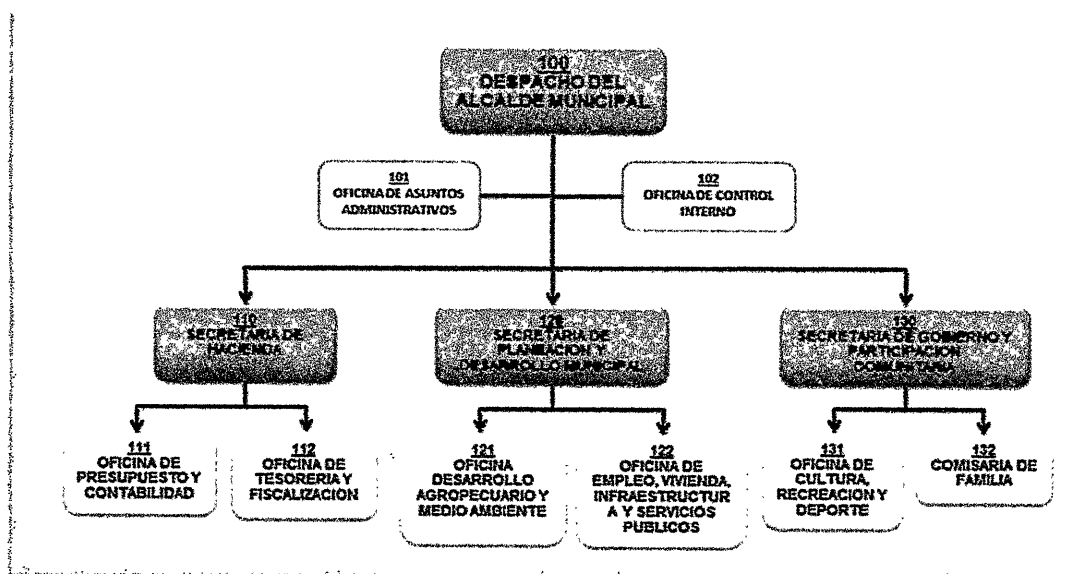 100
DESPACHO DEL
ALCALDE MUNICIPAL
101
OFICINA DE ASUNTOS
ADMINISTRATIVOS
102
OFICINA DE CONTROL
INTERNO
110
SECRETARIA DE
HACIENDA
120
SECRETARIA DE
PLANEACION Y
DESARROLLO MUNICIPAL
130
SECRETARIA DE GOBIERNO Y
PARTICIPACION
COMUNITARIA
111
OFICINA DE
PRESUPUESTO Y
CONTABILIDAD
112
OFICINA DE
TESORERIA Y
FISCALIZACIÓN
121
OFICINA
DESARROLLO
AGROPECUARIO Y
MEDIO AMBIENTE
122
OFICINA DE
EMPLEO, VIVIENDA,
INFRAESTRUCTUR
A Y SERVICIOS
PUBLICOS
131
OFICINA DE
CULTURA,
RECREACION Y
DEPORTE
132
COMISARIA DE
FAMILIA